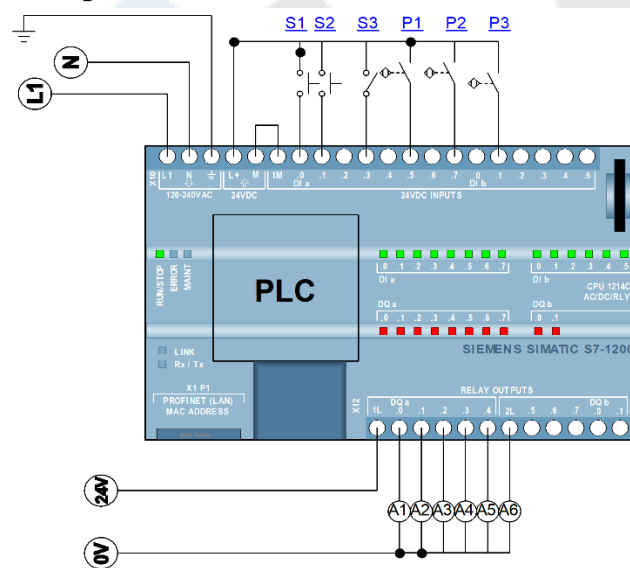 S1 S2 S3 P1 P2 P3
N
L1
X10
L1 N L+ M 1M .0 .1 .2 .3 .4 .5 .6 .7 .0 .1 .2 .3 .4 .5
DI a DI b
120-240VAC 24VDC 24VDC INPUTS
PLC
RUN/STOP ERROR MAINT
.0 .1 .2 .3 .4 .5 .6 .7 .0 .1 .2 .3 .4 .5
DI a DI b
CPU 1214C
AC/DC/RLY
DQ a DQ b
.0 .1 .2 .3 .4 .5 .6 .7 .0 .1
LINK
Rx / Tx
SIEMENS SIMATIC S7-1200
X1 P1
PROFINET (LAN)
MAC ADDRESS
X12
RELAY OUTPUTS
DQ a DQ b
1L .0 .1 .2 .3 .4 2L .5 .6 .7 .0 .1
24V
A1 A2 A3 A4 A5 A6
0V